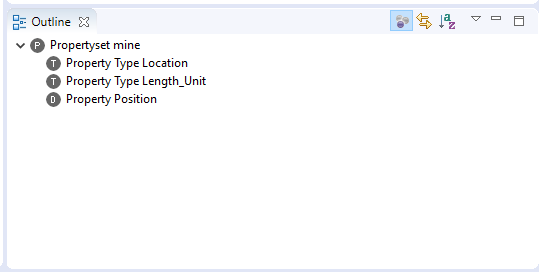 Outline
P Propertyset mine
T Property Type Location
T Property Type Length_Unit
D Property Position